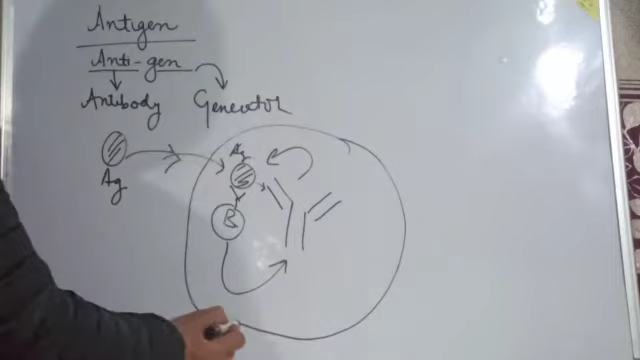 Antigen
Anti-gen
Antibody Generator
Ag
Ag
B